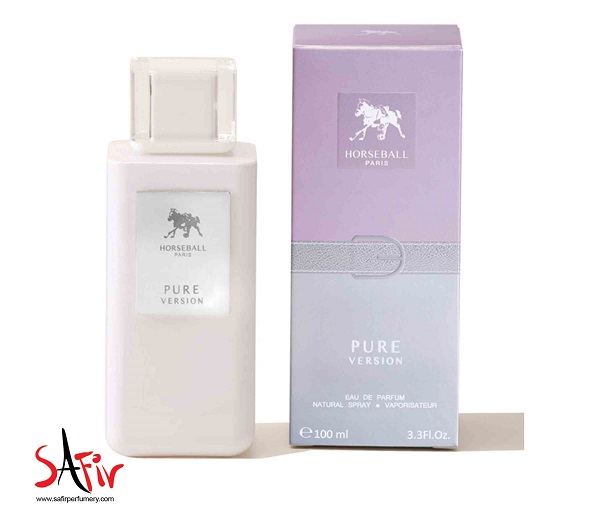 HORSEBALL
PARIS
PURE
VERSION
HORSEBALL
PARIS
PURE
VERSION
EAU DE PARFUM
NATURAL SPRAY • VAPORISATEUR
℮100 ml 3.3Fl.Oz.
SAFir
www.safirperfumery.com